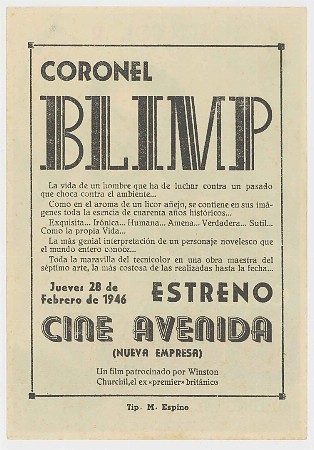 CORONEL
BLIMP
La vida de un hombre que ha de luchar contra un pasado
que choca contra el ambiente...
Como en el aroma de un licor añejo, se contiene en sus imá-
genes toda la esencia de cuarenta años históricos...
Exquisita... Irónica... Humana... Amena... Verdadera... Sutil...
Como la propia Vida...
La más genial interpretación de un personaje novelesco que
el mundo entero conoce...
Toda la maravilla del tecnicolor en una obra maestra del
séptimo arte, la más costosa de las realizadas hasta la fecha...
Jueves 28 de
Febrero de 1946
ESTRENO
CINE AVENIDA
(NUEVA EMPRESA)
Un film patrocinado por Winston
Churchil, el ex «premier» británico
Tip. M. Espino